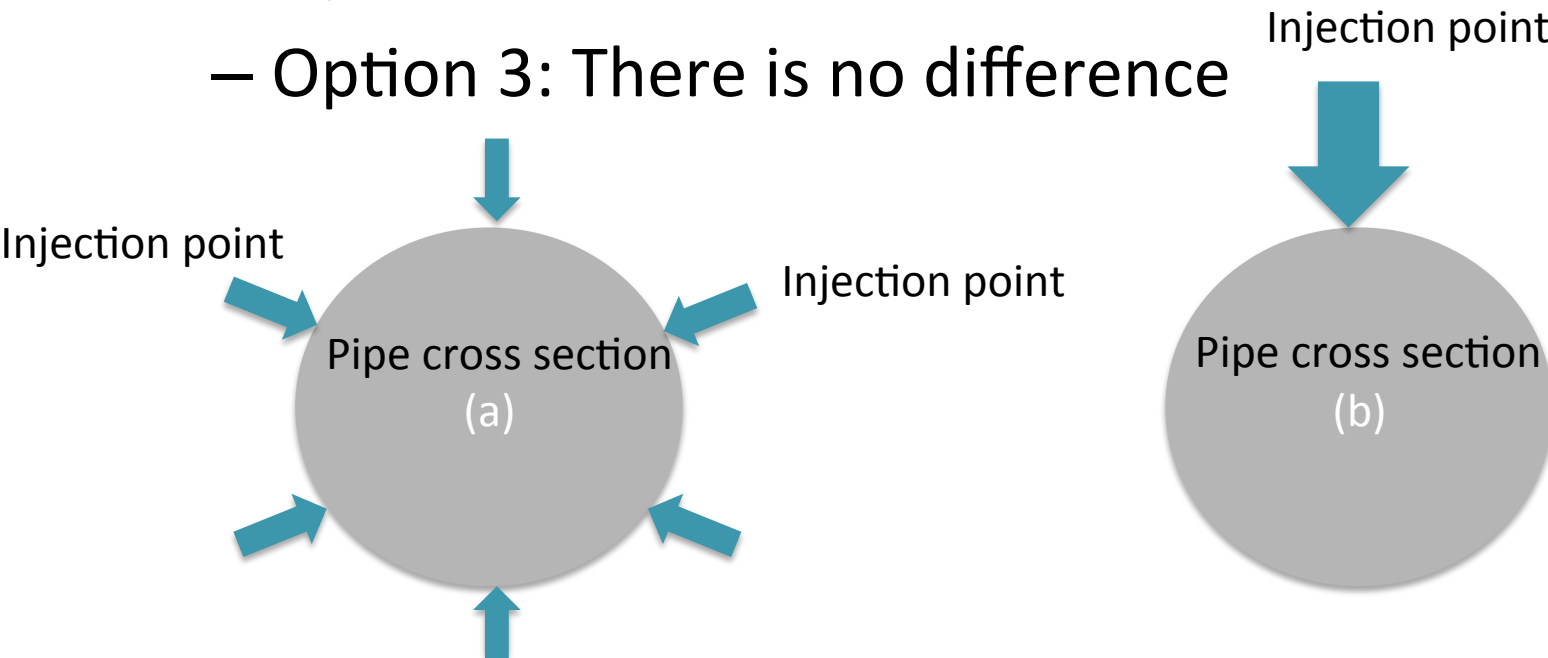 Injection point
– Option 3: There is no difference
Injection point
Injection point
Pipe cross section
(a)
Pipe cross section
(b)